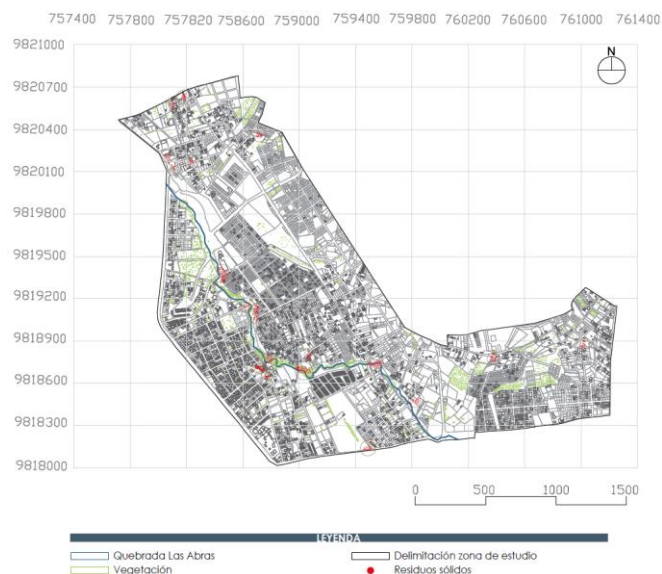 757400 757800 758200 758600 759000 759400 759800 760200 760600 761000 761400
9821000
9820700
9820400
9820100
9819800
9819500
9819200
9818900
9818600
9818300
9818000
N
0 500 1000 1500
LEYENDA
Quebrada Las Abras
Delimitación zona de estudio
Vegetación
Residuos sólidos